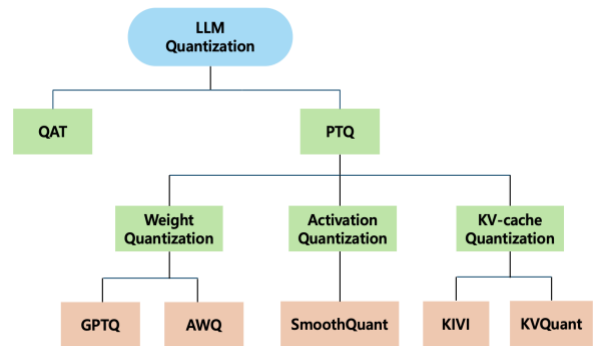 LLM
Quantization
QAT
PTQ
Weight
Quantization
Activation
Quantization
KV-cache
Quantization
GPTQ
AWQ
SmoothQuant
KIVI
KVQuant